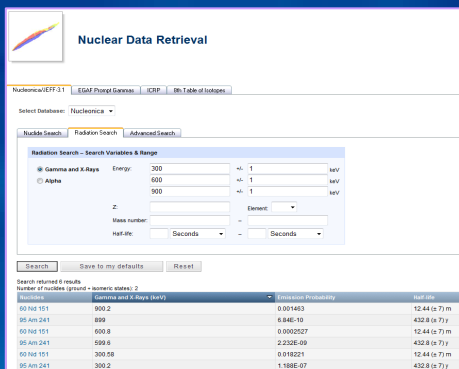 Nuclear Data Retrieval
Nucleonica/JEFF-3.1 EGAF Prompt Gammas ICRP 8th Table of Isotopes
Select Database: Nucleonica
Nuclide Search Radiation Search Advanced Search
Radiation Search – Search Variables & Range
Gamma and X-Rays Energy: 300 +/- 1 keV
Alpha 600 +/- 1 keV
900 +/- 1 keV
Z: Element:
Mass number: –
Half-life: Seconds – Seconds
Search Save to my defaults Reset
Search returned 6 results
Number of nuclides (ground + isomeric states): 2
Nuclides Gamma and X-Rays (keV) Emission Probability Half-life
60 Nd 151 900.2 0.001463 12.44 (± 7) m
95 Am 241 899 6.84E-10 432.8 (± 7) y
60 Nd 151 600.8 0.0002527 12.44 (± 7) m
95 Am 241 599.6 2.232E-09 432.8 (± 7) y
60 Nd 151 300.58 0.018221 12.44 (± 7) m
95 Am 241 300.2 1.188E-07 432.8 (± 7) y